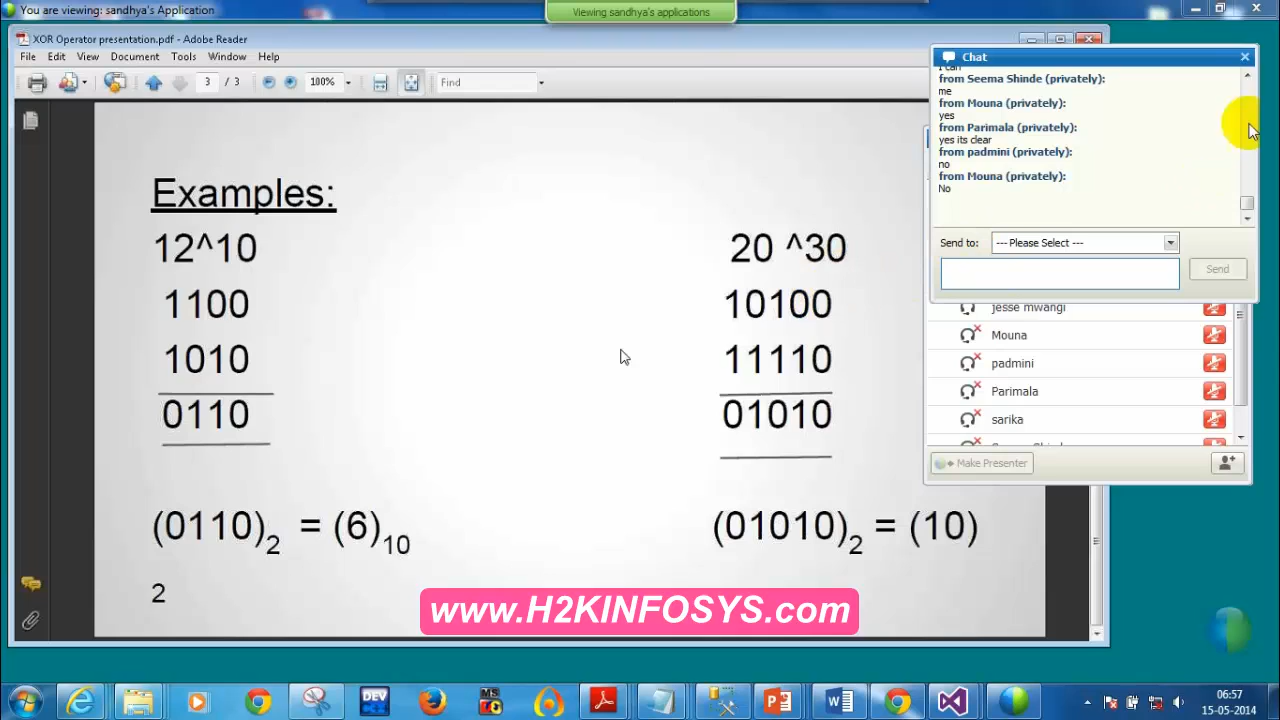 You are viewing: sandhya's Application
Viewing sandhya's applications
XOR Operator presentation.pdf - Adobe Reader
File Edit View Document Tools Window Help
3 / 3 100% Find
Examples:
12^10
1100
1010
0110
(0110)2 = (6)10
2
20 ^30
10100
11110
01010
(01010)2 = (10)
www.H2KINFOSYS.com
Chat
from Seema Shinde (privately):
me
from Mouna (privately):
yes
from Parimala (privately):
yes its clear
from padmini (privately):
no
from Mouna (privately):
No
Send to: --- Please Select ---
Send
jesse mwangi
Mouna
padmini
Parimala
sarika
Make Presenter
DEV
MS
06:57
15-05-2014